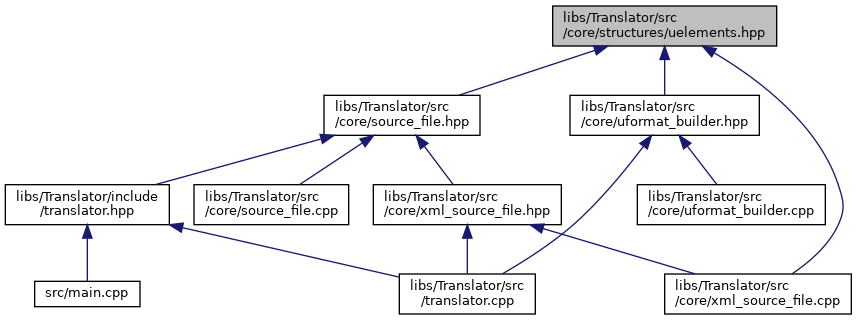 libs/Translator/src
/core/structures/uelements.hpp
libs/Translator/src
/core/source_file.hpp
libs/Translator/src
/core/uformat_builder.hpp
libs/Translator/include
/translator.hpp
libs/Translator/src
/core/source_file.cpp
libs/Translator/src
/core/xml_source_file.hpp
libs/Translator/src
/core/uformat_builder.cpp
src/main.cpp
libs/Translator/src
/translator.cpp
libs/Translator/src
/core/xml_source_file.cpp